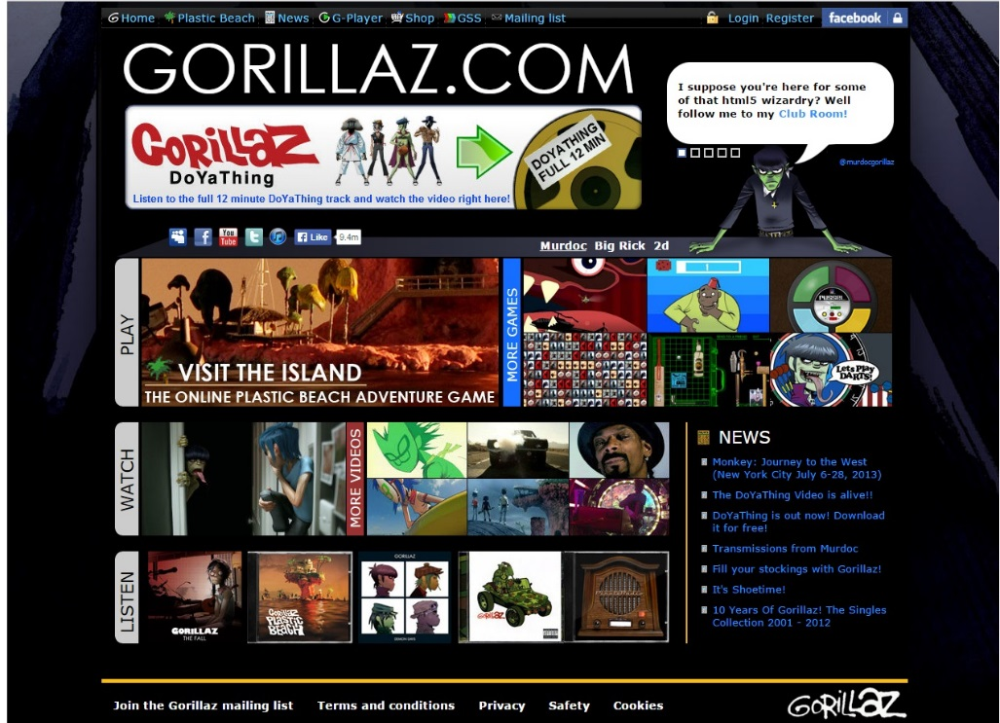 Home Plastic Beach News G-Player Shop GSS Mailing list Login Register facebook
GORILLAZ.COM
I suppose you're here for some
of that html5 wizardry? Well
follow me to my Club Room!
@murdocgorillaz
GORILLAZ
DoYaThing
DOYATHING
FULL 12 MIN
Listen to the full 12 minute DoYaThing track and watch the video right here!
You
Tube
Like 9.4m
Murdoc Big Rick 2d
PLAY
VISIT THE ISLAND
THE ONLINE PLASTIC BEACH ADVENTURE GAME
MORE GAMES
1
Lets Play
DARTS!
WATCH
MORE VIDEOS
NEWS
Monkey: Journey to the West
(New York City July 6-28, 2013)
The DoYaThing Video is alive!!
DoYaThing is out now! Download
it for free!
Transmissions from Murdoc
Fill your stockings with Gorillaz!
It's Shoetime!
10 Years Of Gorillaz! The Singles
Collection 2001 - 2012
LISTEN
GORILLAZ
THE FALL
GORILLAZ
PLASTIC
BEACH
GORILLAZ
DEMON DAYS
GORILLAZ
Join the Gorillaz mailing list Terms and conditions Privacy Safety Cookies
GORILLAZ